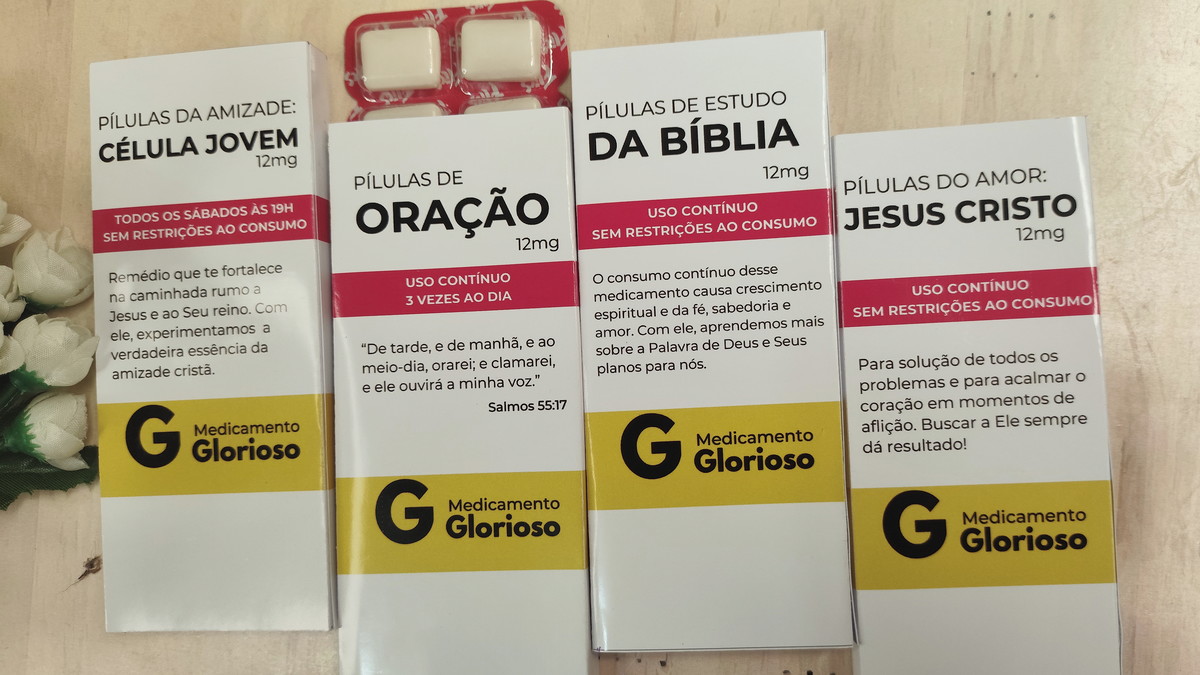 PÍLULAS DA AMIZADE:
CÉLULA JOVEM
12mg
TODOS OS SÁBADOS ÀS 19H
SEM RESTRIÇÕES AO CONSUMO
Remédio que te fortalece
na caminhada rumo a
Jesus e ao Seu reino. Com
ele, experimentamos a
verdadeira essência da
amizade cristã.
G Medicamento
Glorioso
PÍLULAS DE
ORAÇÃO
12mg
USO CONTÍNUO
3 VEZES AO DIA
“De tarde, e de manhã, e ao
meio-dia, orarei; e clamarei,
e ele ouvirá a minha voz.”
Salmos 55:17
G Medicamento
Glorioso
PÍLULAS DE ESTUDO
DA BÍBLIA
12mg
USO CONTÍNUO
SEM RESTRIÇÕES AO CONSUMO
O consumo contínuo desse
medicamento causa crescimento
espiritual e da fé, sabedoria e
amor. Com ele, aprendemos mais
sobre a Palavra de Deus e Seus
planos para nós.
G Medicamento
Glorioso
PÍLULAS DO AMOR:
JESUS CRISTO
12mg
USO CONTÍNUO
SEM RESTRIÇÕES AO CONSUMO
Para solução de todos os
problemas e para acalmar o
coração em momentos de
aflição. Buscar a Ele sempre
dá resultado!
G Medicamento
Glorioso